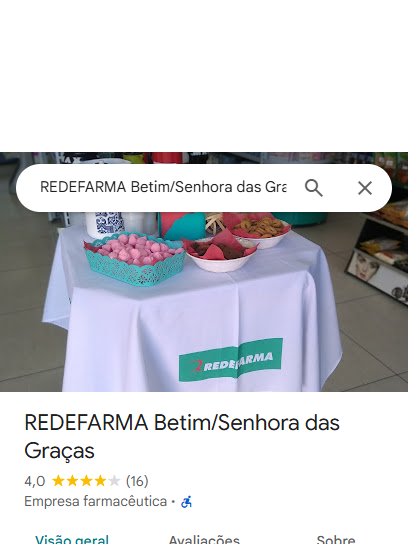 REDEFARMA Betim/Senhora das Gra
REDEFARMA
REDEFARMA Betim/Senhora das
Graças
4,0 (16)
Empresa farmacêutica ·
Visão geral Avaliações Sobre